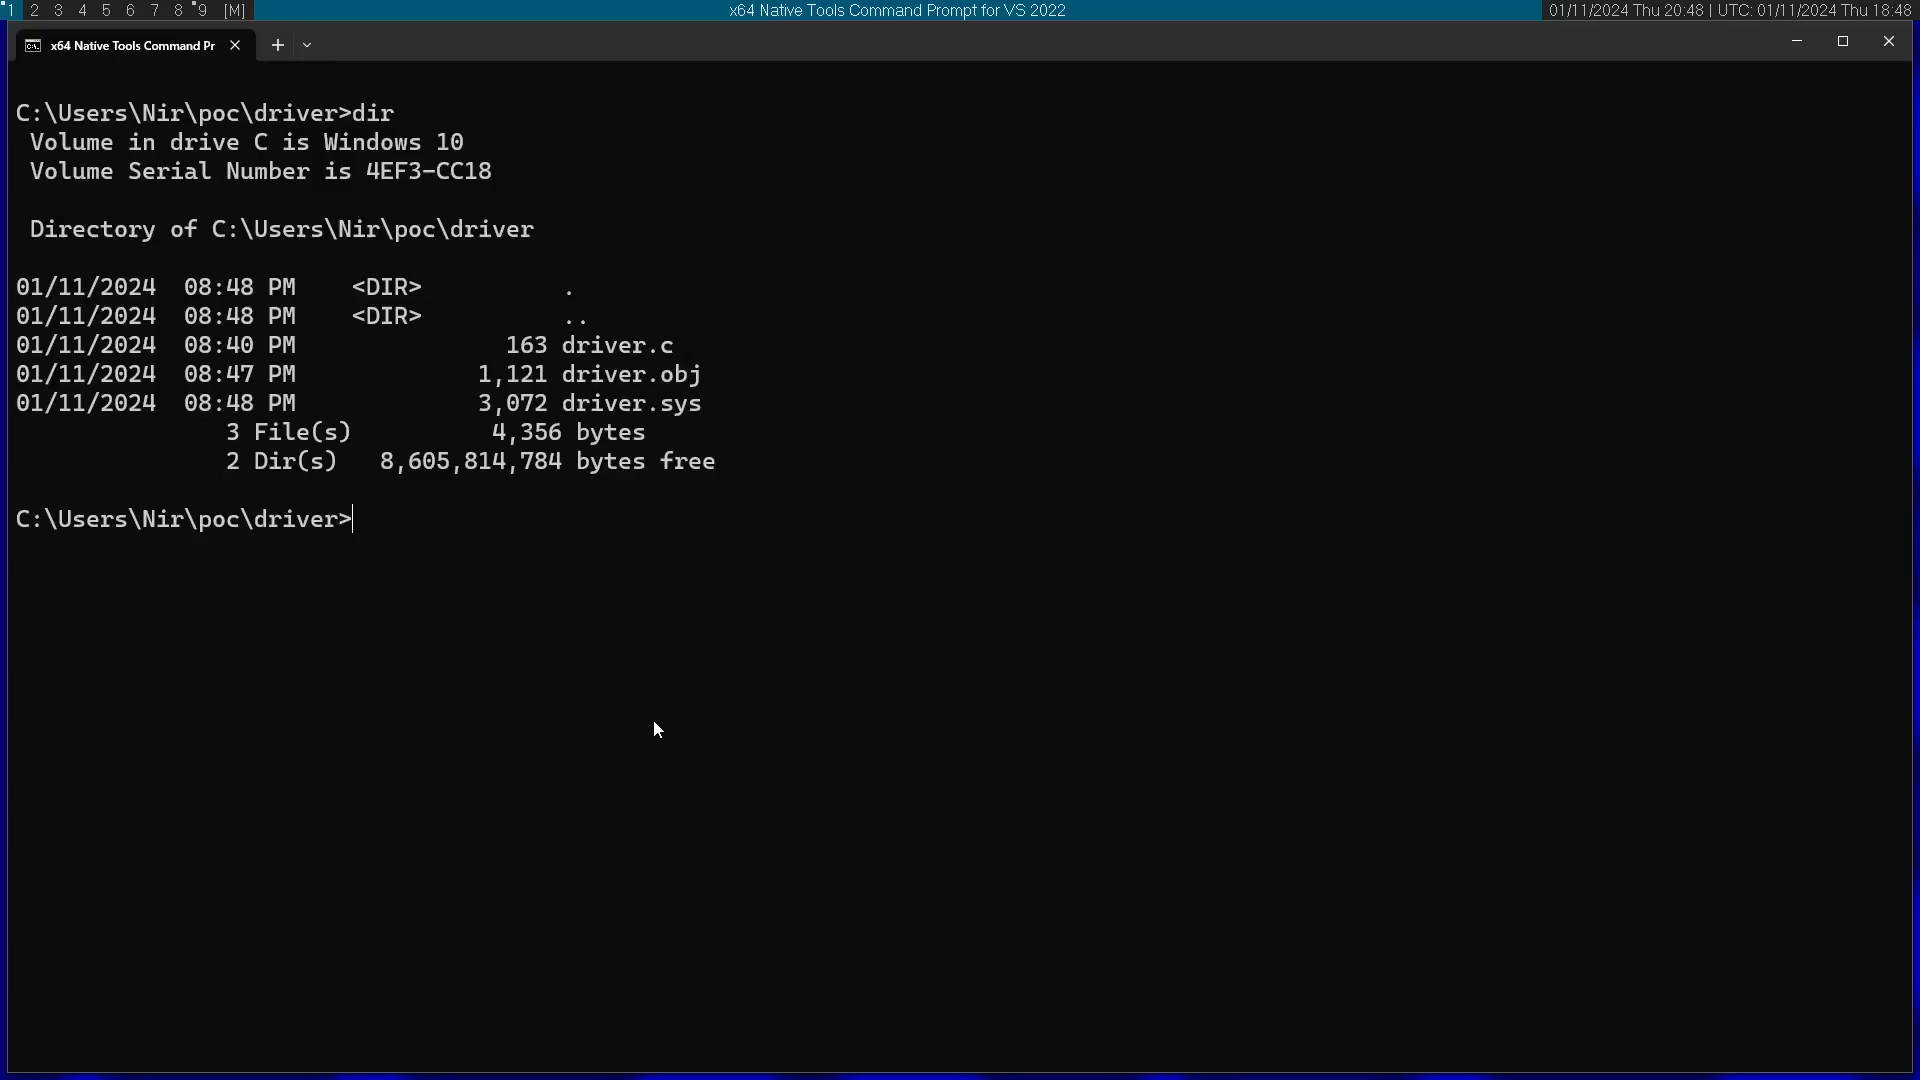 1 2 3 4 5 6 7 8 9 [M] x64 Native Tools Command Prompt for VS 2022 01/11/2024 Thu 20:48 | UTC: 01/11/2024 Thu 18:48
x64 Native Tools Command Pr
C:\Users\Nir\poc\driver>dir
Volume in drive C is Windows 10
Volume Serial Number is 4EF3-CC18
Directory of C:\Users\Nir\poc\driver
01/11/2024  08:48 PM    <DIR>          .
01/11/2024  08:48 PM    <DIR>          ..
01/11/2024  08:40 PM               163 driver.c
01/11/2024  08:47 PM             1,121 driver.obj
01/11/2024  08:48 PM             3,072 driver.sys
3 File(s)          4,356 bytes
2 Dir(s)   8,605,814,784 bytes free
C:\Users\Nir\poc\driver>